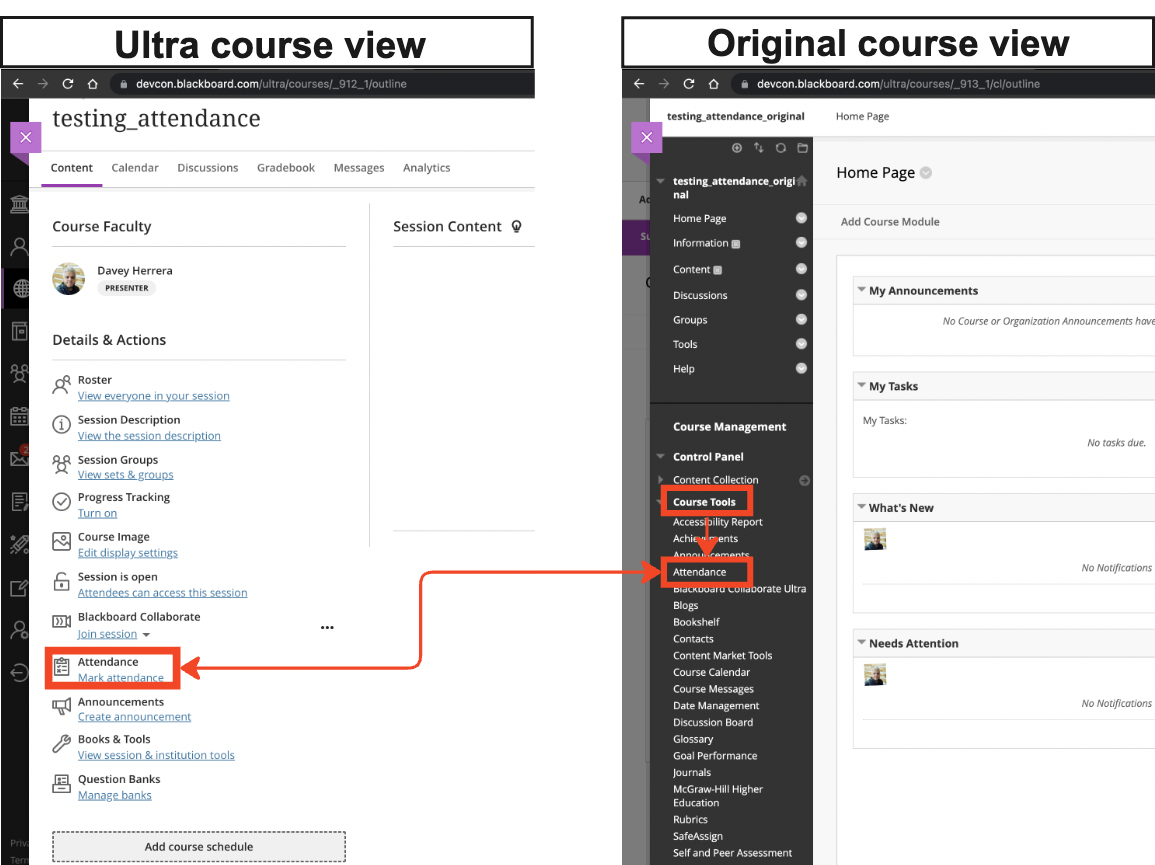 Ultra course view
devcon.blackboard.com/ultra/courses/_912_1/outline
testing_attendance
Content Calendar Discussions Gradebook Messages Analytics
Course Faculty
Davey Herrera
PRESENTER
Details & Actions
Roster
View everyone in your session
Session Description
View the session description
Session Groups
View sets & groups
Progress Tracking
Turn on
Course Image
Edit display settings
Session is open
Attendees can access this session
Blackboard Collaborate
Join session
Attendance
Mark attendance
Announcements
Create announcement
Books & Tools
View session & institution tools
Question Banks
Manage banks
Add course schedule
Session Content
2
Priva
Term
Original course view
devcon.blackboard.com/ultra/courses/_913_1/cl/outline
testing_attendance_original
Home Page
testing_attendance_origi
nal
Home Page
Information
Content
Discussions
Groups
Tools
Help
Course Management
Control Panel
Content Collection
Course Tools
Accessibility Report
Achievements
Announcements
Attendance
Blackboard Collaborate Ultra
Blogs
Bookshelf
Contacts
Content Market Tools
Course Calendar
Course Messages
Date Management
Discussion Board
Glossary
Goal Performance
Journals
McGraw-Hill Higher
Education
Rubrics
SafeAssign
Self and Peer Assessment
Home Page
Add Course Module
My Announcements
No Course or Organization Announcements have
My Tasks
My Tasks:
No tasks due.
What's New
No Notifications
Needs Attention
No Notifications